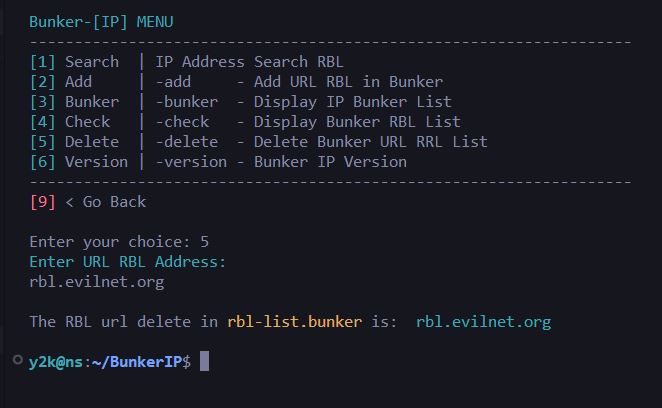 Bunker-[IP] MENU
------------------------------------------------------------------
[1] Search  | IP Address Search RBL
[2] Add     | -add     - Add URL RBL in Bunker
[3] Bunker  | -bunker  - Display IP Bunker List
[4] Check   | -check   - Display Bunker RBL List
[5] Delete  | -delete  - Delete Bunker URL RRL List
[6] Version | -version - Bunker IP Version
------------------------------------------------------------------
[9] < Go Back
Enter your choice: 5
Enter URL RBL Address:
rbl.evilnet.org
The RBL url delete in rbl-list.bunker is:  rbl.evilnet.org
y2k@ns:~/BunkerIP$